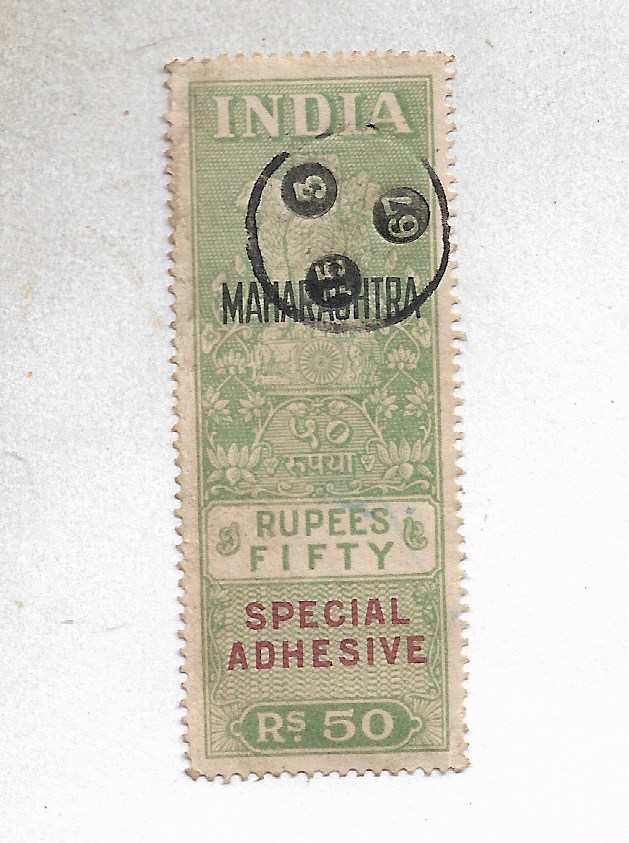 INDIA
MAHARASHTRA
५०
रुपया
RUPEES
FIFTY
SPECIAL
ADHESIVE
RS. 50